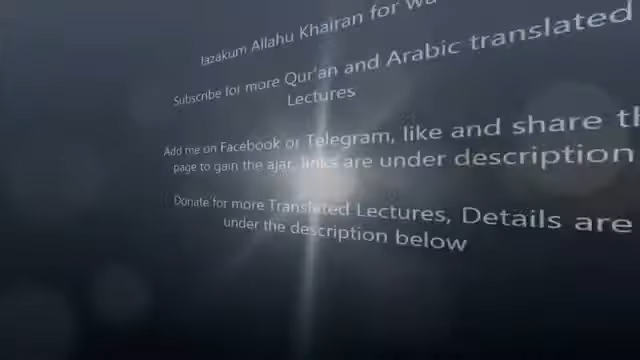 Jazakum Allahu Khairan for
Subscribe for more Qur'an and Arabic translated
Lectures
Add me on Facebook or Telegram, like and share
page to gain the ajar, links are under description
Donate for more Translated Lectures, Details are
under the description below